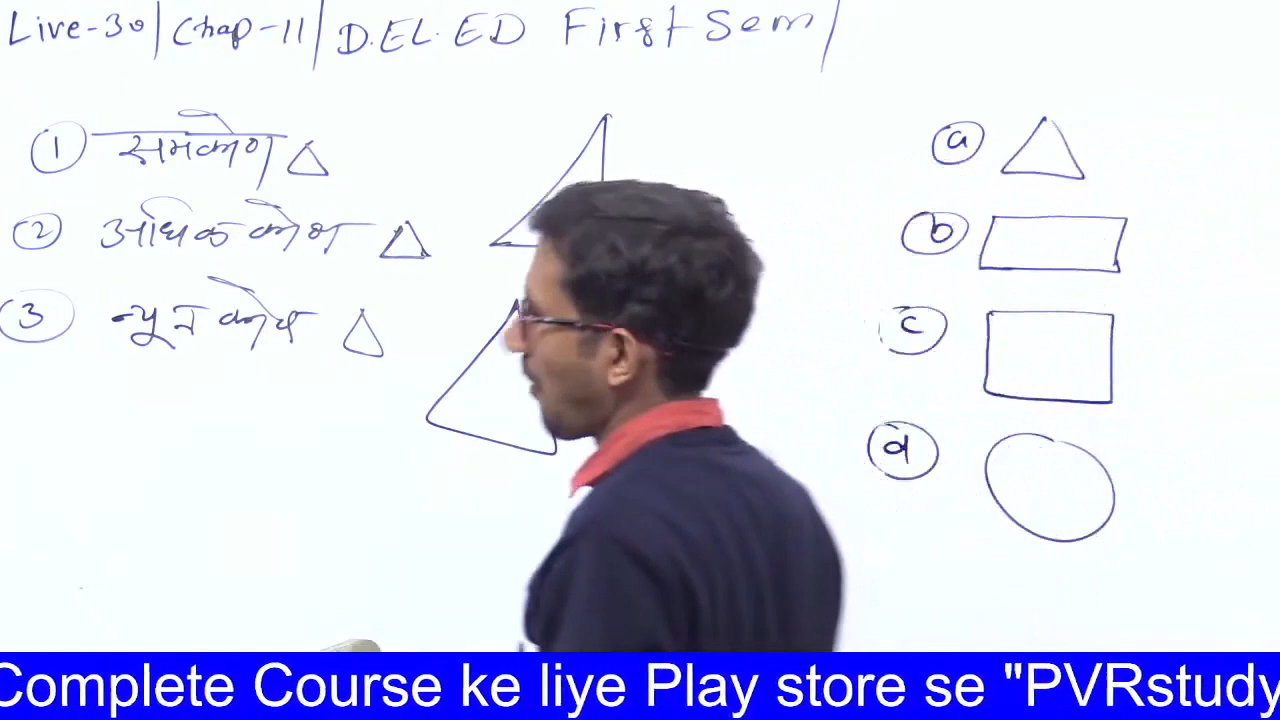 Live-30/Chap-11/D.EL.ED First Sem/
① समकोण △
② अधिक कोण △
③ न्यून कोण △
ⓐ
ⓑ
ⓒ
ⓓ
Complete Course ke liye Play store se "PVRstudy